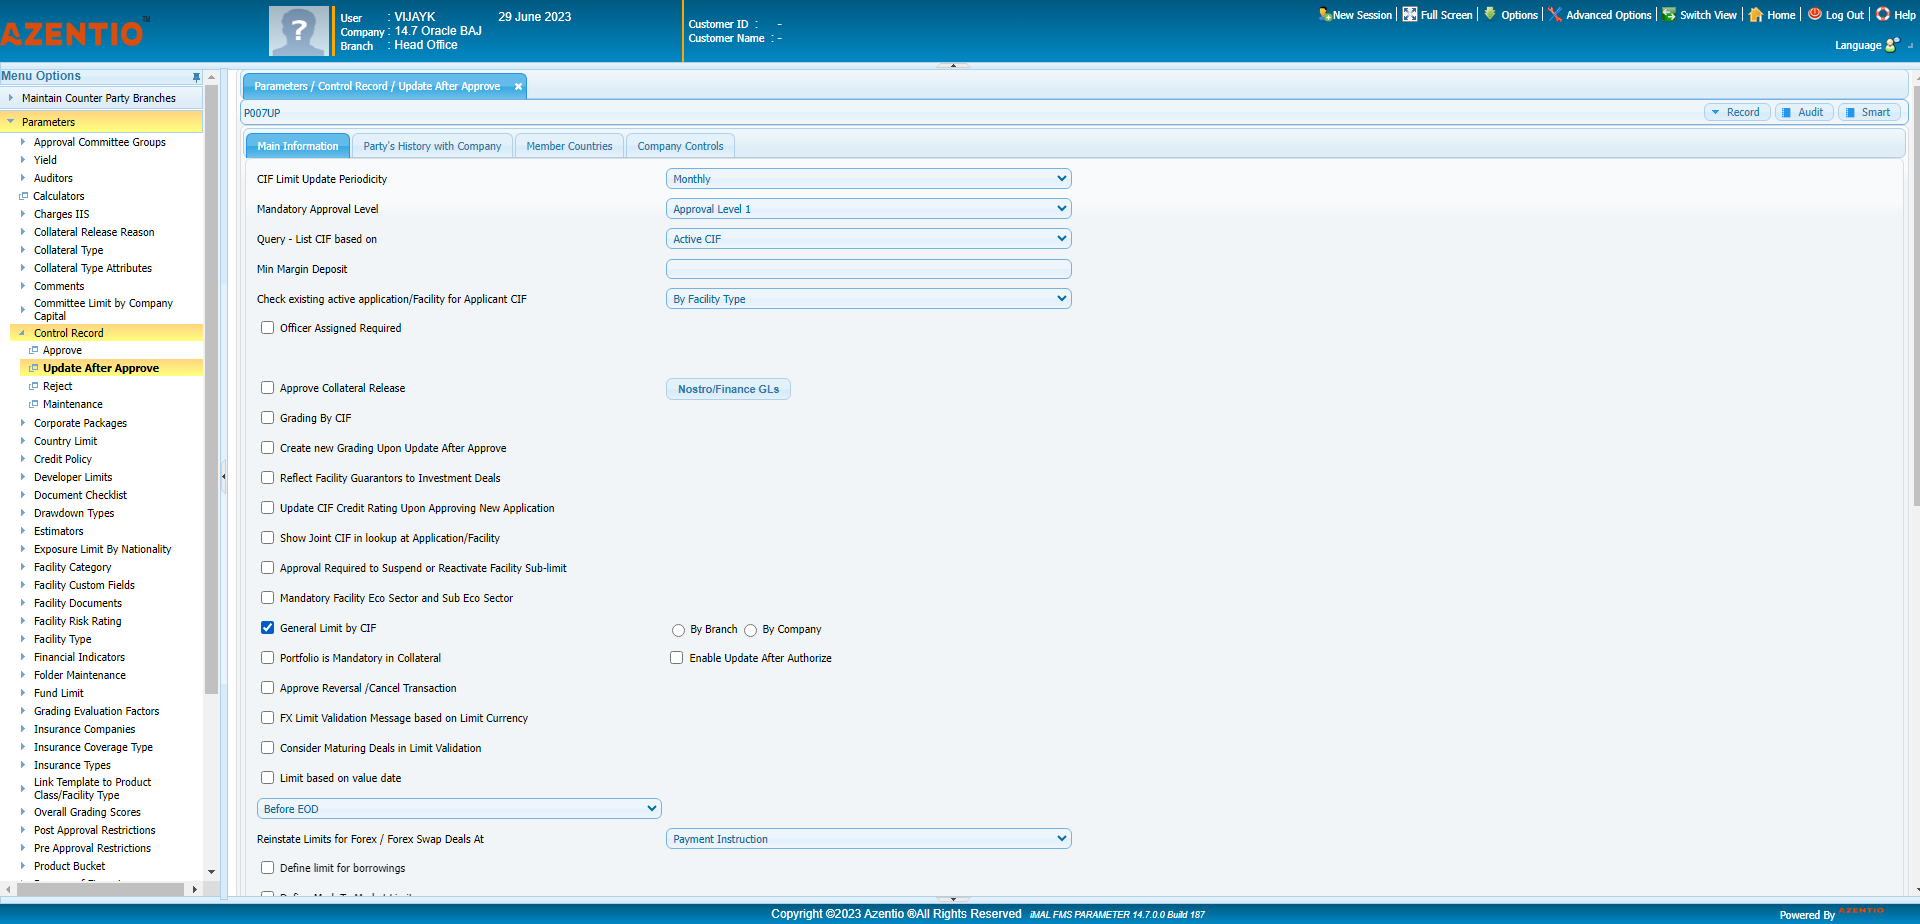 AZENTIO™
User : VIJAYK 29 June 2023
Company : 14.7 Oracle BAJ
Branch : Head Office
Customer ID : -
Customer Name : -
New Session Full Screen Options Advanced Options Switch View Home Log Out Help
Language
Menu Options
Maintain Counter Party Branches
Parameters
Approval Committee Groups
Yield
Auditors
Calculators
Charges IIS
Collateral Release Reason
Collateral Type
Collateral Type Attributes
Comments
Committee Limit by Company
Capital
Control Record
Approve
Update After Approve
Reject
Maintenance
Corporate Packages
Country Limit
Credit Policy
Developer Limits
Document Checklist
Drawdown Types
Estimators
Exposure Limit By Nationality
Facility Category
Facility Custom Fields
Facility Documents
Facility Risk Rating
Facility Type
Financial Indicators
Folder Maintenance
Fund Limit
Grading Evaluation Factors
Insurance Companies
Insurance Coverage Type
Insurance Types
Link Template to Product
Class/Facility Type
Overall Grading Scores
Post Approval Restrictions
Pre Approval Restrictions
Product Bucket
Parameters / Control Record / Update After Approve
P007UP
Record Audit Smart
Main Information Party's History with Company Member Countries Company Controls
CIF Limit Update Periodicity Monthly
Mandatory Approval Level Approval Level 1
Query - List CIF based on Active CIF
Min Margin Deposit
Check existing active application/Facility for Applicant CIF By Facility Type
Officer Assigned Required
Approve Collateral Release Nostro/Finance GLs
Grading By CIF
Create new Grading Upon Update After Approve
Reflect Facility Guarantors to Investment Deals
Update CIF Credit Rating Upon Approving New Application
Show Joint CIF in lookup at Application/Facility
Approval Required to Suspend or Reactivate Facility Sub-limit
Mandatory Facility Eco Sector and Sub Eco Sector
General Limit by CIF By Branch By Company
Portfolio is Mandatory in Collateral Enable Update After Authorize
Approve Reversal /Cancel Transaction
FX Limit Validation Message based on Limit Currency
Consider Maturing Deals in Limit Validation
Limit based on value date
Before EOD
Reinstate Limits for Forex / Forex Swap Deals At Payment Instruction
Define limit for borrowings
Copyright ©2023 Azentio ®All Rights Reserved iMAL FMS PARAMETER 14.7.0.0 Build 187
Powered By AZENTIO